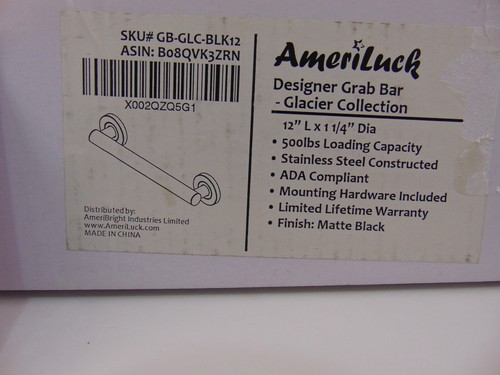 SKU# GB-GLC-BLK12
ASIN: B08QVK3ZRN
X002QZQ5G1
Distributed by:
AmeriBright Industries Limited
www.AmeriLuck.com
MADE IN CHINA
AmeriLuck
Designer Grab Bar
- Glacier Collection
12” L x 1 1/4” Dia
• 500lbs Loading Capacity
• Stainless Steel Constructed
• ADA Compliant
• Mounting Hardware Included
• Limited Lifetime Warranty
• Finish: Matte Black